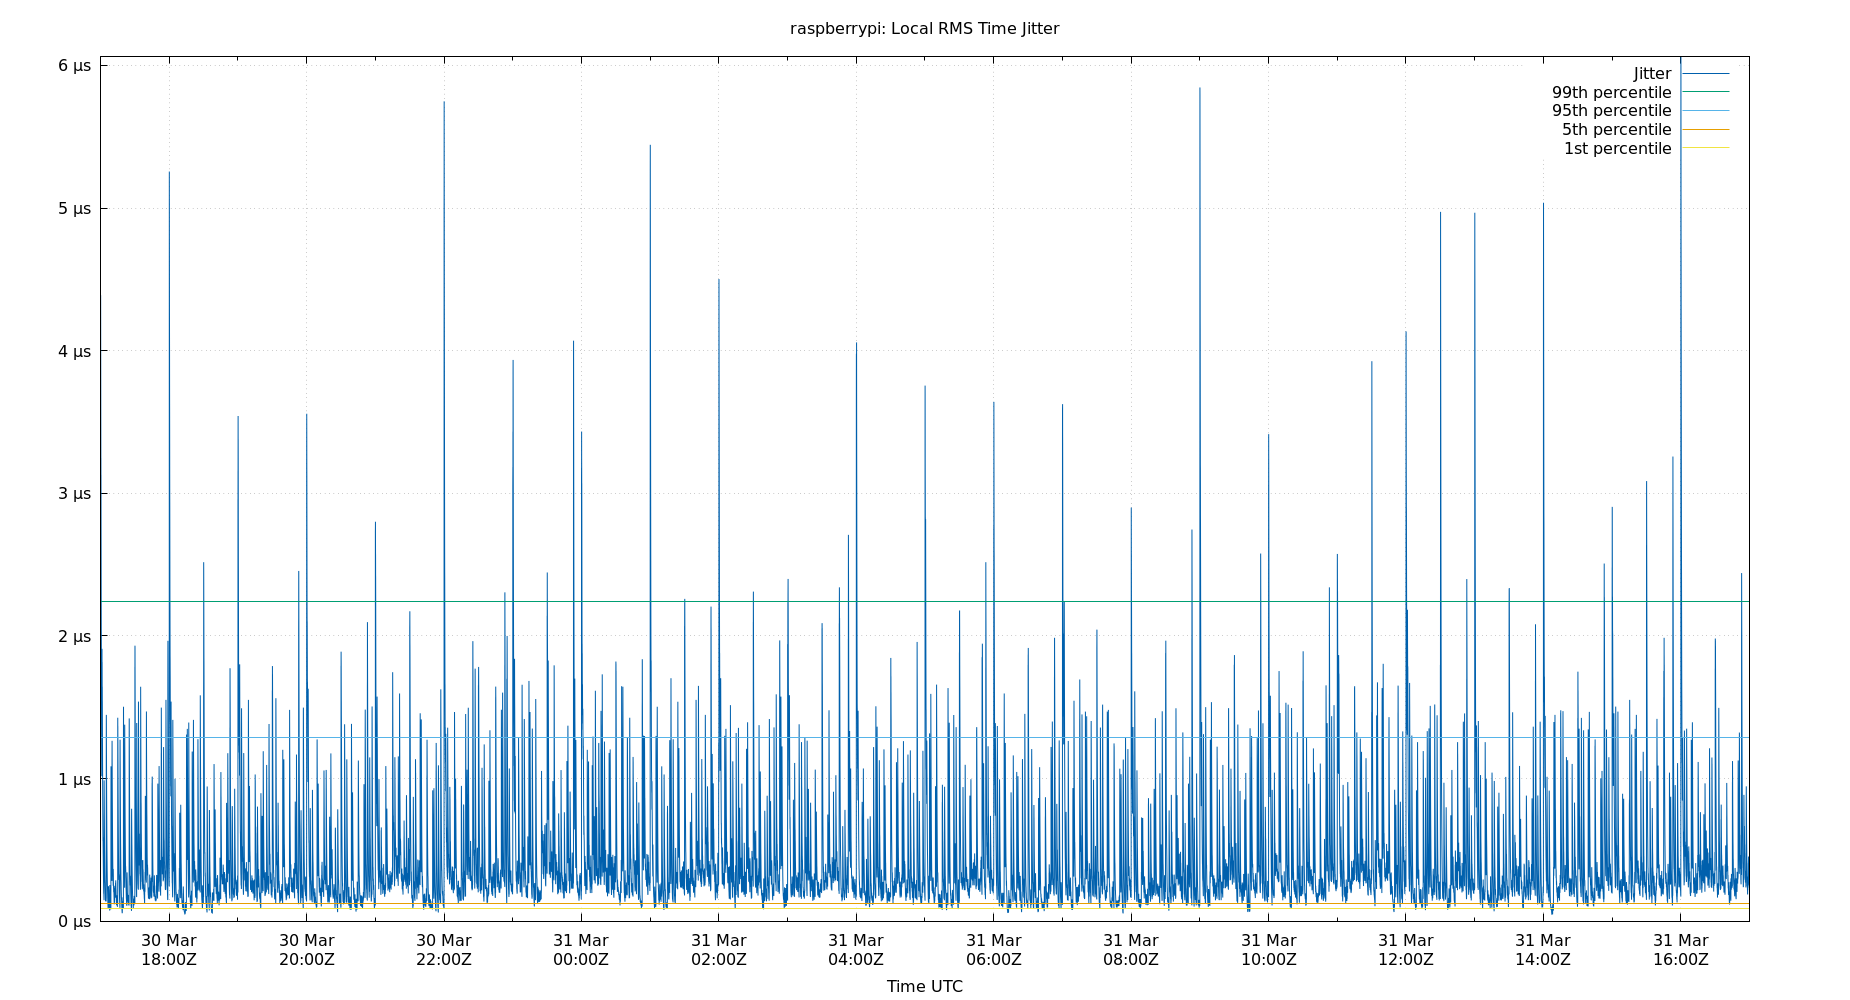 raspberrypi: Local RMS Time Jitter
6 µs
5 µs
4 µs
3 µs
2 µs
1 µs
0 µs
Jitter
99th percentile
95th percentile
5th percentile
1st percentile
30 Mar 30 Mar 30 Mar 31 Mar 31 Mar 31 Mar 31 Mar 31 Mar 31 Mar 31 Mar 31 Mar 31 Mar
18:00Z 20:00Z 22:00Z 00:00Z 02:00Z 04:00Z 06:00Z 08:00Z 10:00Z 12:00Z 14:00Z 16:00Z
Time UTC